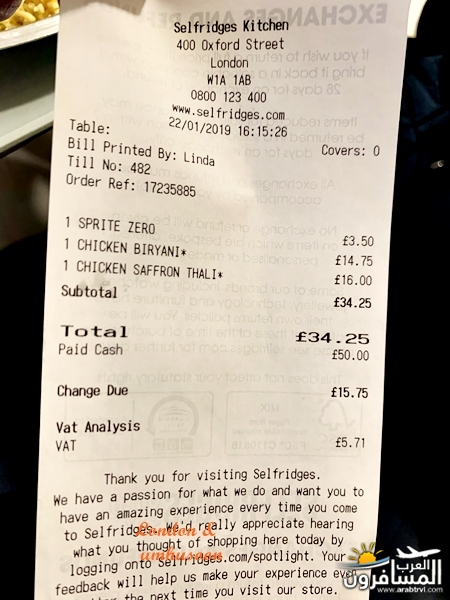 Selfridges Kitchen
400 Oxford Street
London
W1A 1AB
0800 123 400
www.selfridges.com
22/01/2019 16:15:26
Table: Covers: 0
Bill Printed By: Linda
Till No: 482
Order Ref: 17235885
1 SPRITE ZERO £3.50
1 CHICKEN BIRYANI* £14.75
1 CHICKEN SAFFRON THALI* £16.00
Subtotal £34.25
Total £34.25
Paid Cash £50.00
Change Due £15.75
Vat Analysis
VAT £5.71
Thank you for visiting Selfridges.
We have a passion for what we do and want you to
have an amazing experience every time you come
to Selfridges. We'd really appreciate hearing
London &
what you thought of shopping here today by
logging onto Selfridges.com/spotlight. Your
feedback will help us make your experience even
the next time you visit our store.
العرب
المسافرون
www.arabtrvl.com